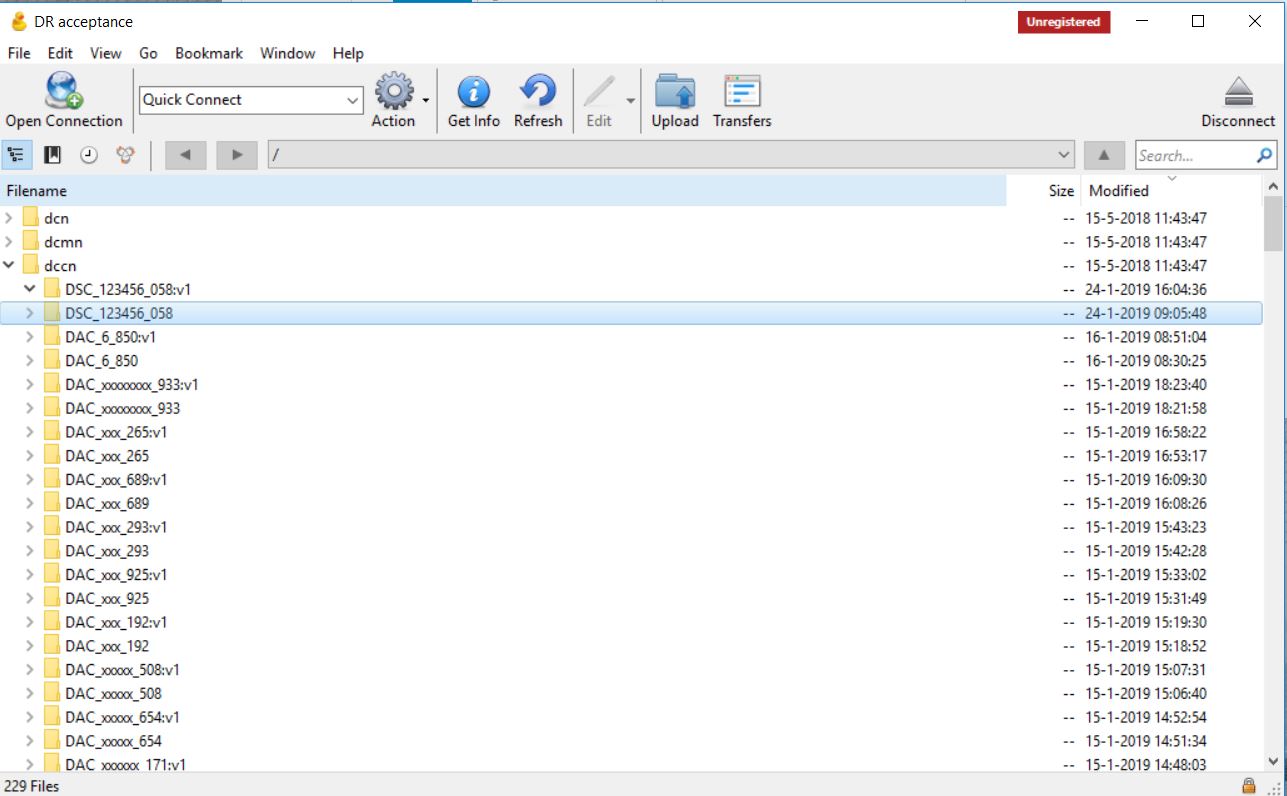 DR acceptance Unregistered
File Edit View Go Bookmark Window Help
Quick Connect
Open Connection Action Get Info Refresh Edit Upload Transfers Disconnect
/ Search...
Filename Size Modified
dcn -- 15-5-2018 11:43:47
dcmn -- 15-5-2018 11:43:47
dccn -- 15-5-2018 11:43:47
DSC_123456_058:v1 -- 24-1-2019 16:04:36
DSC_123456_058 -- 24-1-2019 09:05:48
DAC_6_850:v1 -- 16-1-2019 08:51:04
DAC_6_850 -- 16-1-2019 08:30:25
DAC_xxxxxxxx_933:v1 -- 15-1-2019 18:23:40
DAC_xxxxxxxx_933 -- 15-1-2019 18:21:58
DAC_xxx_265:v1 -- 15-1-2019 16:58:22
DAC_xxx_265 -- 15-1-2019 16:53:17
DAC_xxx_689:v1 -- 15-1-2019 16:09:30
DAC_xxx_689 -- 15-1-2019 16:08:26
DAC_xxx_293:v1 -- 15-1-2019 15:43:23
DAC_xxx_293 -- 15-1-2019 15:42:28
DAC_xxx_925:v1 -- 15-1-2019 15:33:02
DAC_xxx_925 -- 15-1-2019 15:31:49
DAC_xxx_192:v1 -- 15-1-2019 15:19:30
DAC_xxx_192 -- 15-1-2019 15:18:52
DAC_xxxxx_508:v1 -- 15-1-2019 15:07:31
DAC_xxxxx_508 -- 15-1-2019 15:06:40
DAC_xxxxx_654:v1 -- 15-1-2019 14:52:54
DAC_xxxxx_654 -- 15-1-2019 14:51:34
DAC_xxxxxx_171:v1 -- 15-1-2019 14:48:03
229 Files